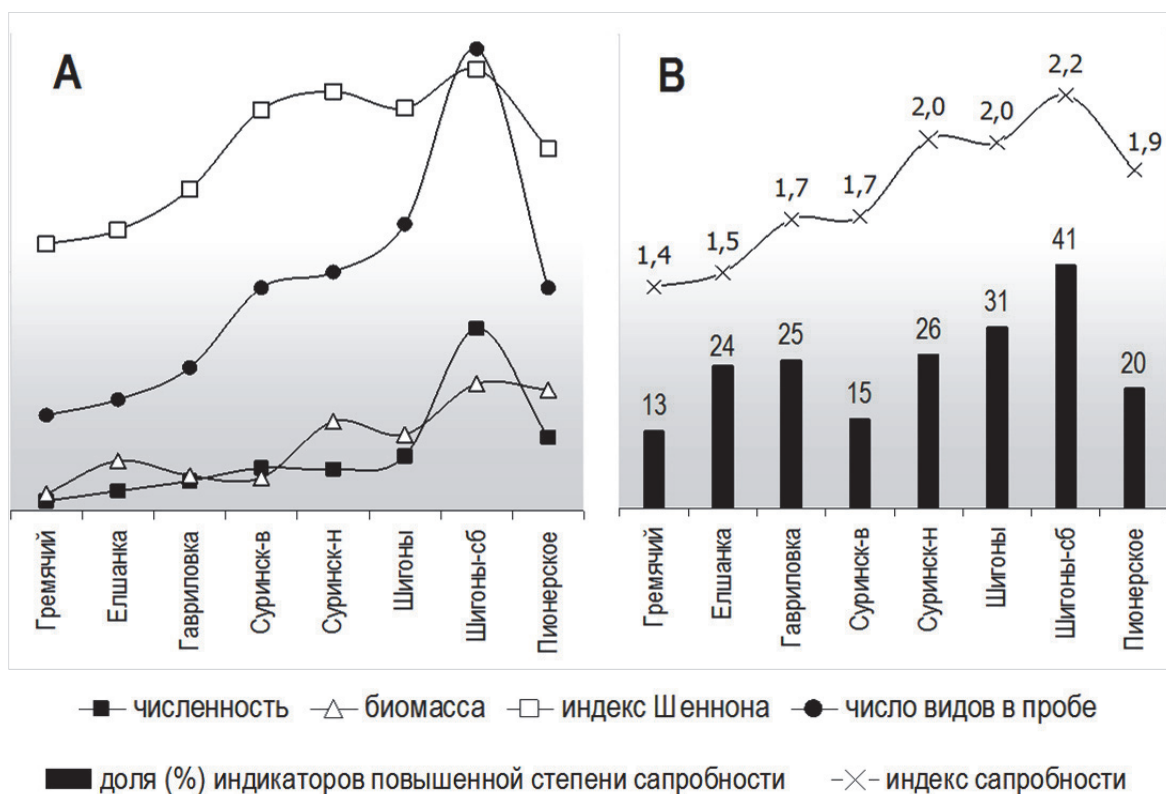 A
B
1,4
1,5
1,7
1,7
2,0
2,0
2,2
1,9
13
24
25
15
26
31
41
20
Гремячий
Елшанка
Гавриловка
Суринск-в
Суринск-н
Шигоны
Шигоны-сб
Пионерское
Гремячий
Елшанка
Гавриловка
Суринск-в
Суринск-н
Шигоны
Шигоны-сб
Пионерское
численность биомасса индекс Шеннона число видов в пробе
доля (%) индикаторов повышенной степени сапробности индекс сапробности